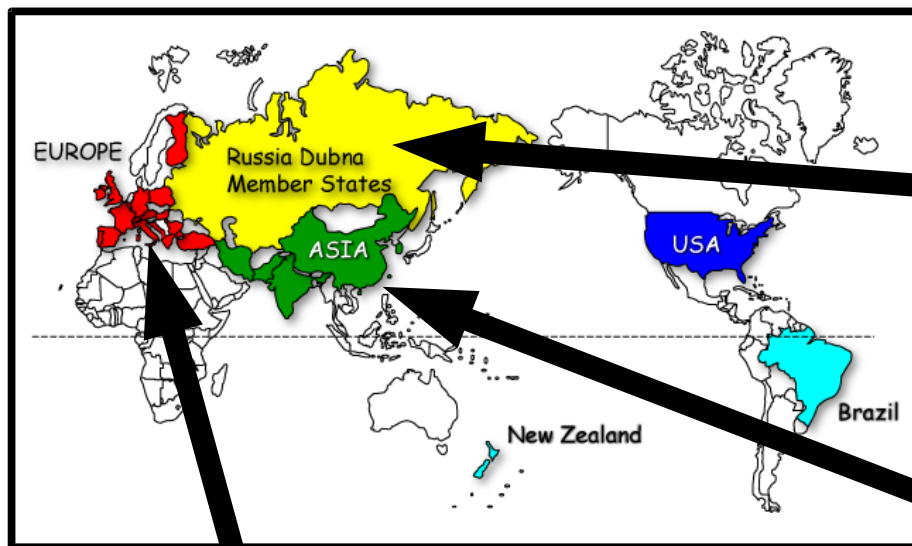 EUROPE
Russia Dubna
Member States
ASIA
USA
Brazil
New Zealand